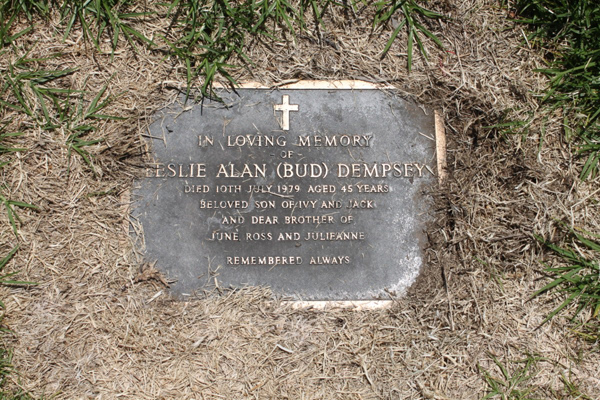 IN LOVING MEMORY
OF
LESLIE ALAN (BUD) DEMPSEY
DIED 10TH JULY 1979 AGED 45 YEARS
BELOVED SON OF IVY AND JACK
AND DEAR BROTHER OF
JUNE ROSS AND JULIEANNE
REMEMBERED ALWAYS